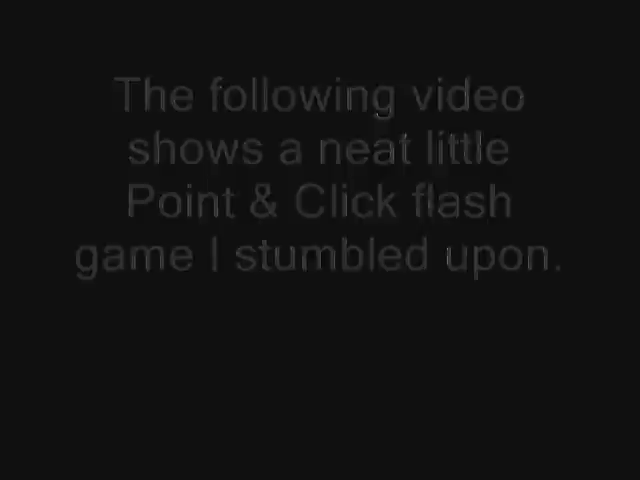 The following video
shows a neat little
Point & Click flash
game I stumbled upon.